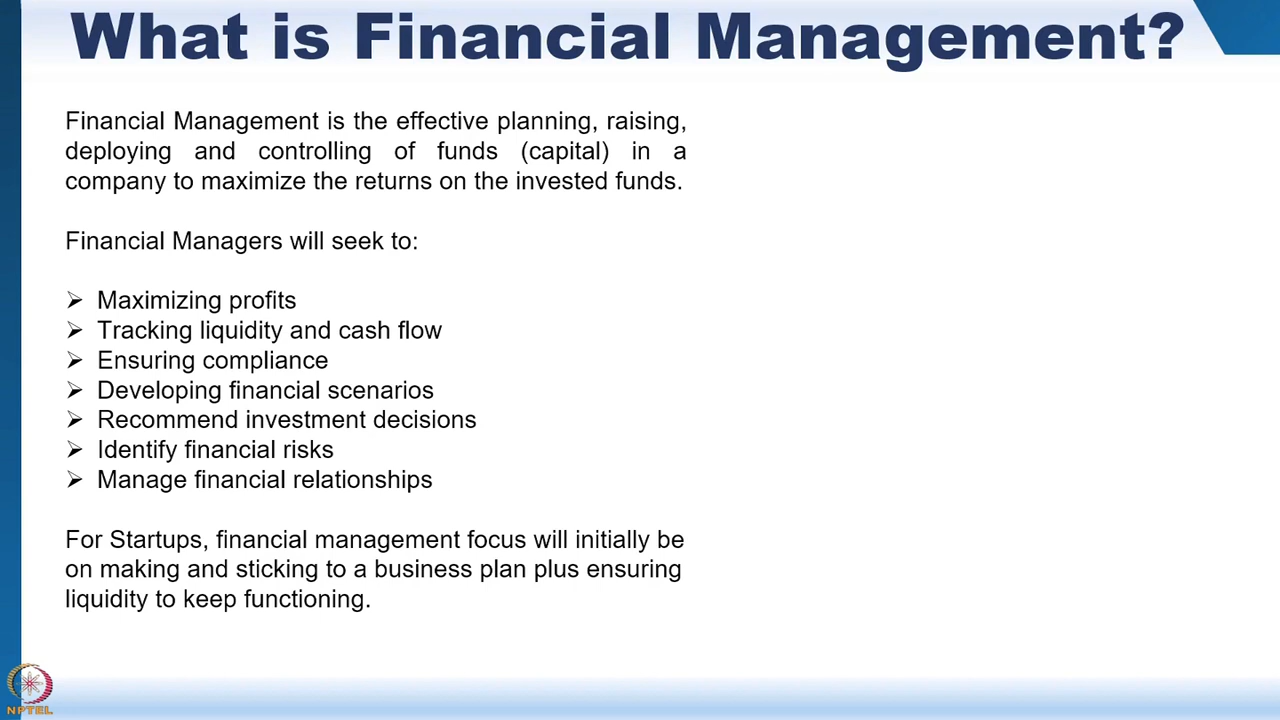 What is Financial Management?
Financial Management is the effective planning, raising,
deploying and controlling of funds (capital) in a
company to maximize the returns on the invested funds.
Financial Managers will seek to:
➢ Maximizing profits
➢ Tracking liquidity and cash flow
➢ Ensuring compliance
➢ Developing financial scenarios
➢ Recommend investment decisions
➢ Identify financial risks
➢ Manage financial relationships
For Startups, financial management focus will initially be
on making and sticking to a business plan plus ensuring
liquidity to keep functioning.
NPTEL